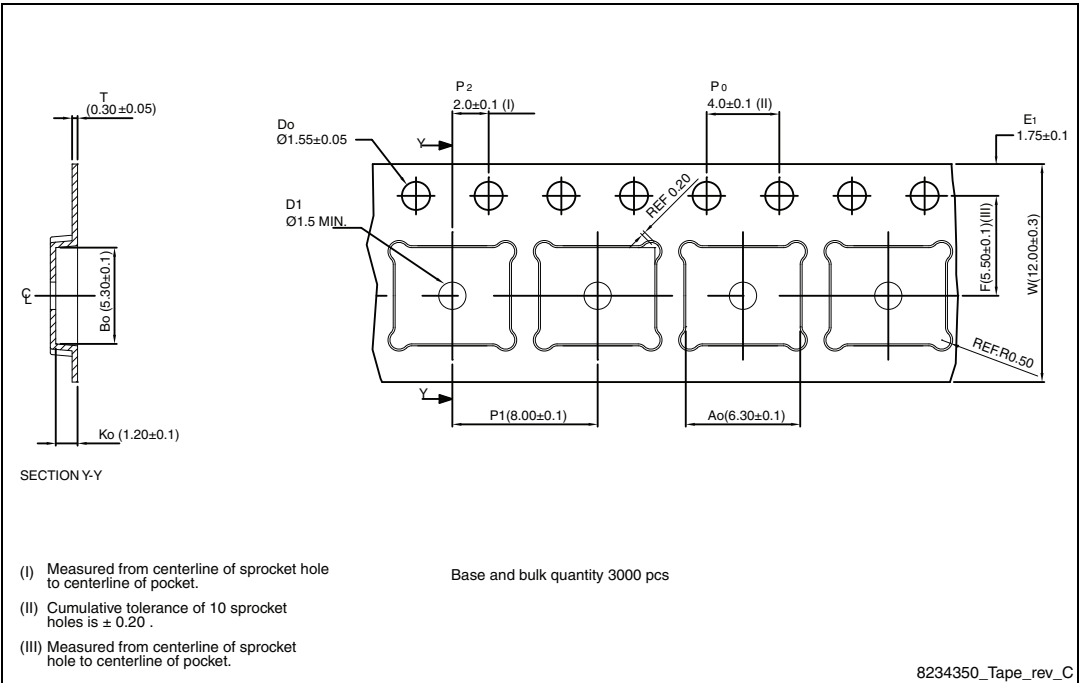 T
(0.30±0.05)
P2
2.0±0.1 (I)
P0
4.0±0.1 (II)
E1
1.75±0.1
Do
Ø1.55±0.05
Y
D1
Ø1.5 MIN.
REF 0.20
F(5.50±0.1)(III)
W(12.00±0.3)
C
L
Bo (5.30±0.1)
REF.R0.50
Y
P1(8.00±0.1)
Ao(6.30±0.1)
Ko (1.20±0.1)
SECTION Y-Y
(I) Measured from centerline of sprocket hole
to centerline of pocket.
Base and bulk quantity 3000 pcs
(II) Cumulative tolerance of 10 sprocket
holes is ± 0.20 .
(III) Measured from centerline of sprocket
hole to centerline of pocket.
8234350_Tape_rev_C